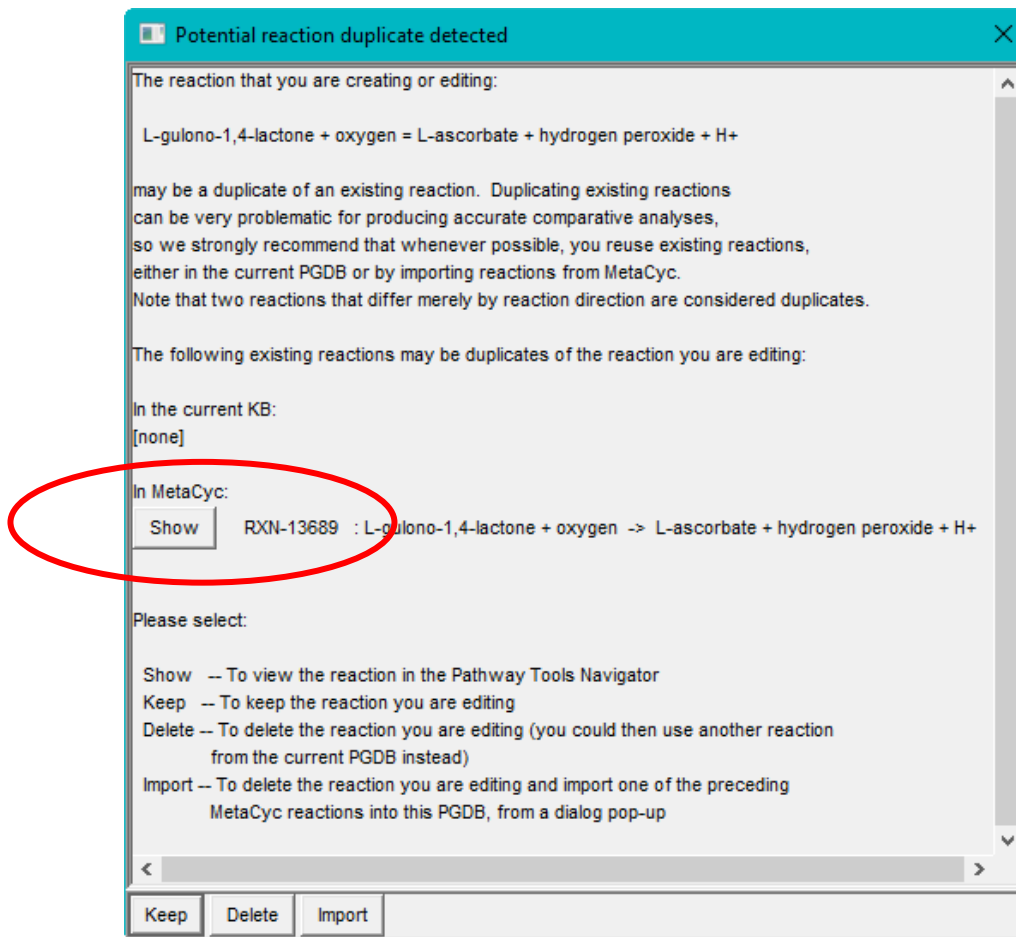 Potential reaction duplicate detected
The reaction that you are creating or editing:
L-gulono-1,4-lactone + oxygen = L-ascorbate + hydrogen peroxide + H+
may be a duplicate of an existing reaction.  Duplicating existing reactions
can be very problematic for producing accurate comparative analyses,
so we strongly recommend that whenever possible, you reuse existing reactions,
either in the current PGDB or by importing reactions from MetaCyc.
Note that two reactions that differ merely by reaction direction are considered duplicates.
The following existing reactions may be duplicates of the reaction you are editing:
In the current KB:
[none]
In MetaCyc:
Show RXN-13689 : L-gulono-1,4-lactone + oxygen -> L-ascorbate + hydrogen peroxide + H+
Please select:
Show -- To view the reaction in the Pathway Tools Navigator
Keep -- To keep the reaction you are editing
Delete -- To delete the reaction you are editing (you could then use another reaction
from the current PGDB instead)
Import -- To delete the reaction you are editing and import one of the preceding
MetaCyc reactions into this PGDB, from a dialog pop-up
Keep Delete Import